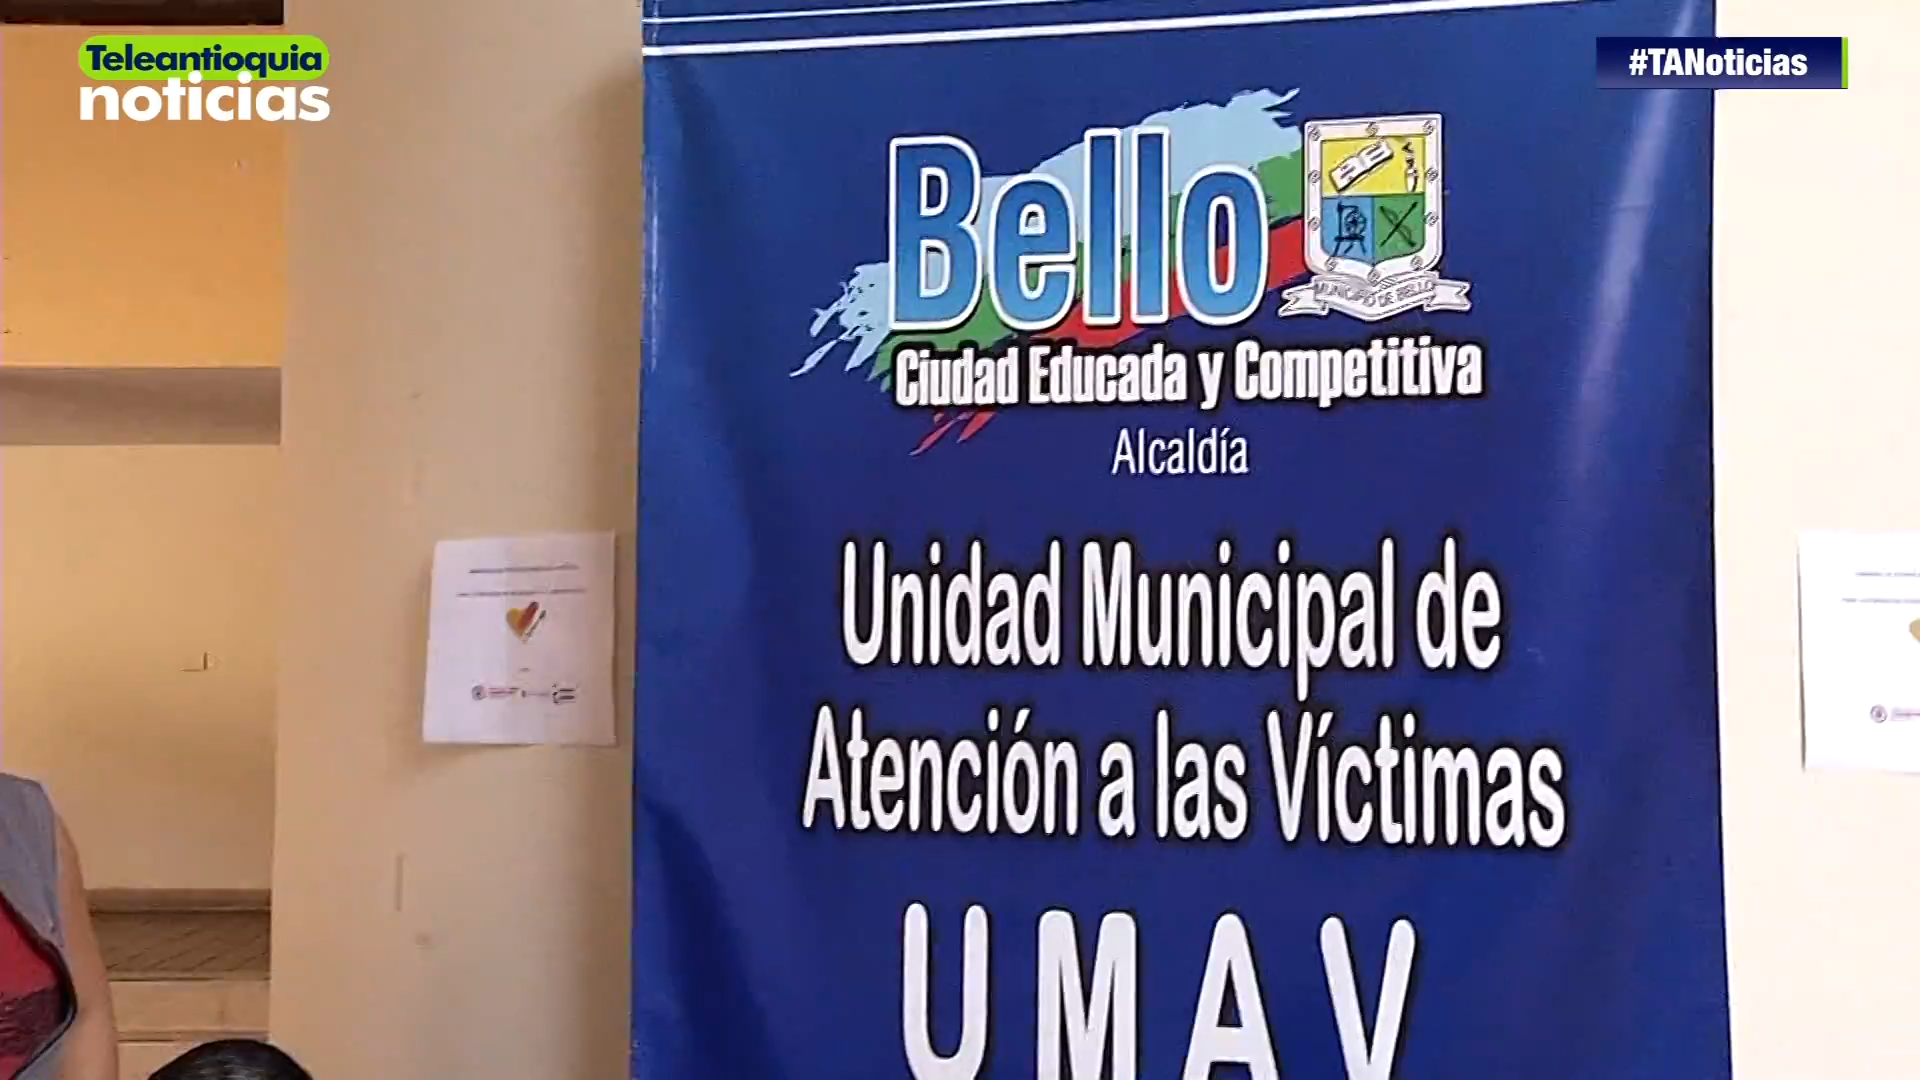 Teleantioquia
noticias
#TANoticias
Bello
MUNICIPIO DE BELLO
Ciudad Educada y Competitiva
Alcaldía
Unidad Municipal de
Atención a las Víctimas
UMAV